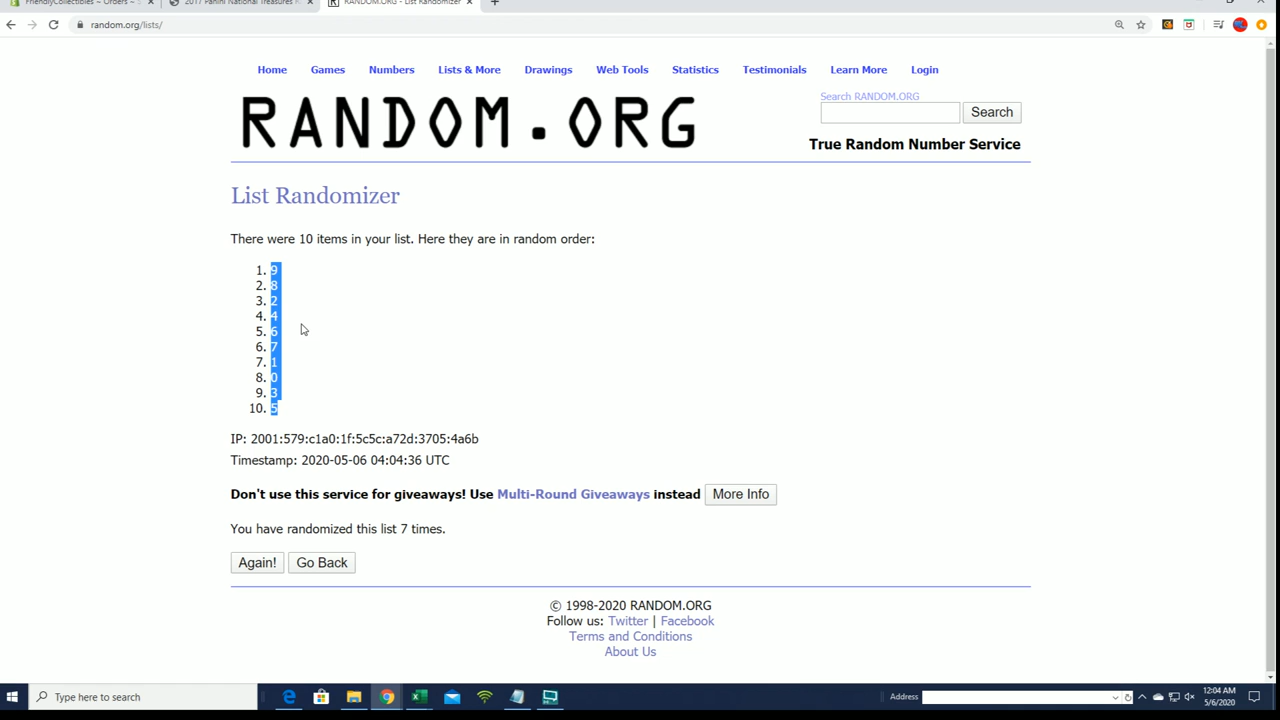 FriendlyCollectibles ~ Orders ~
2017 Panini National Treasures
RANDOM.ORG - List Randomizer
random.org/lists/
Home Games Numbers Lists & More Drawings Web Tools Statistics Testimonials Learn More Login
RANDOM.ORG
Search RANDOM.ORG
Search
True Random Number Service
List Randomizer
There were 10 items in your list. Here they are in random order:
1. 9
2. 8
3. 2
4. 4
5. 6
6. 7
7. 1
8. 0
9. 3
10. 5
IP: 2001:579:c1a0:1f:5c5c:a72d:3705:4a6b
Timestamp: 2020-05-06 04:04:36 UTC
Don't use this service for giveaways! Use Multi-Round Giveaways instead More Info
You have randomized this list 7 times.
Again! Go Back
© 1998-2020 RANDOM.ORG
Follow us: Twitter | Facebook
Terms and Conditions
About Us
Type here to search
Address
12:04 AM
5/6/2020